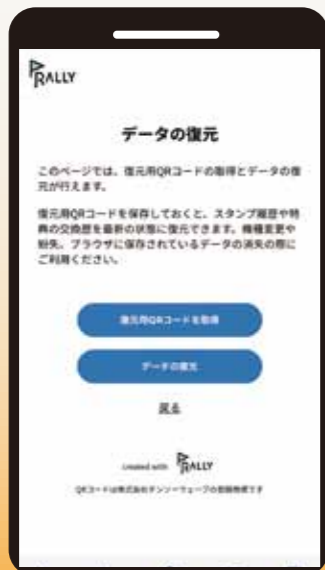 RALLY
データの復元
このページでは、復元用QRコードの取得とデータの復
元が行えます。
復元用QRコードを保存しておくと、スタンプ履歴や特
典の交換歴を最新の状態に復元できます。機種変更や
紛失、ブラウザに保存されているデータの消失の際に
ご利用ください。
復元用QRコードを取得
データの復元
戻る
created with RALLY
QRコードは株式会社デンソーウェーブの登録商標です